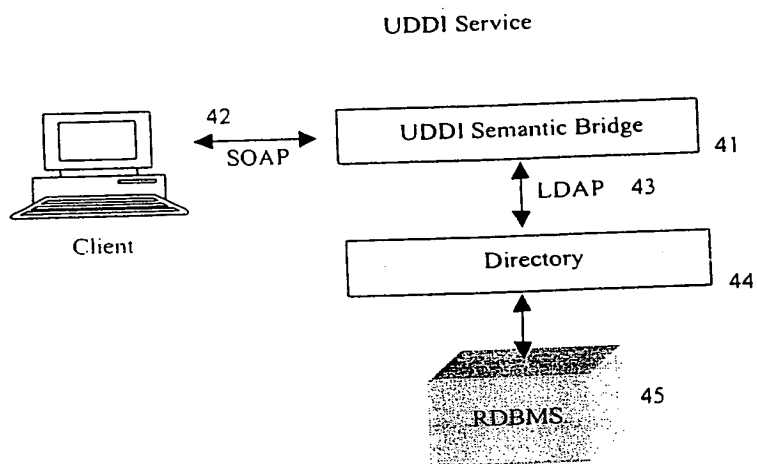 UDDI Service
42
SOAP
UDDI Semantic Bridge
41
LDAP 43
Client
Directory
44
RDBMS
45